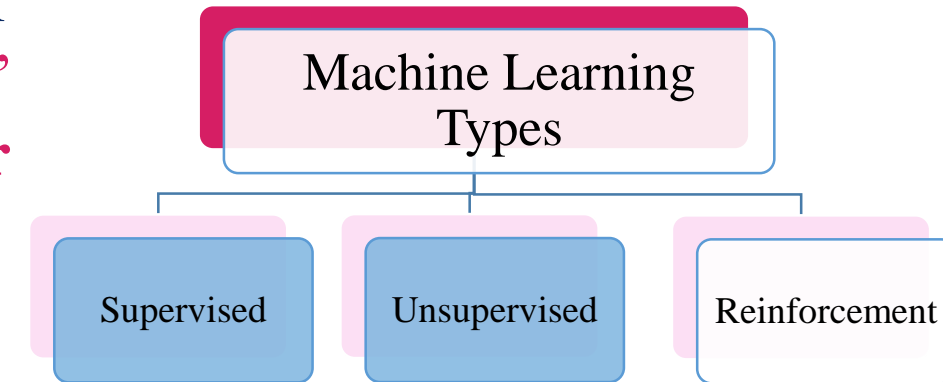 Machine Learning
Types
Supervised
Unsupervised
Reinforcement